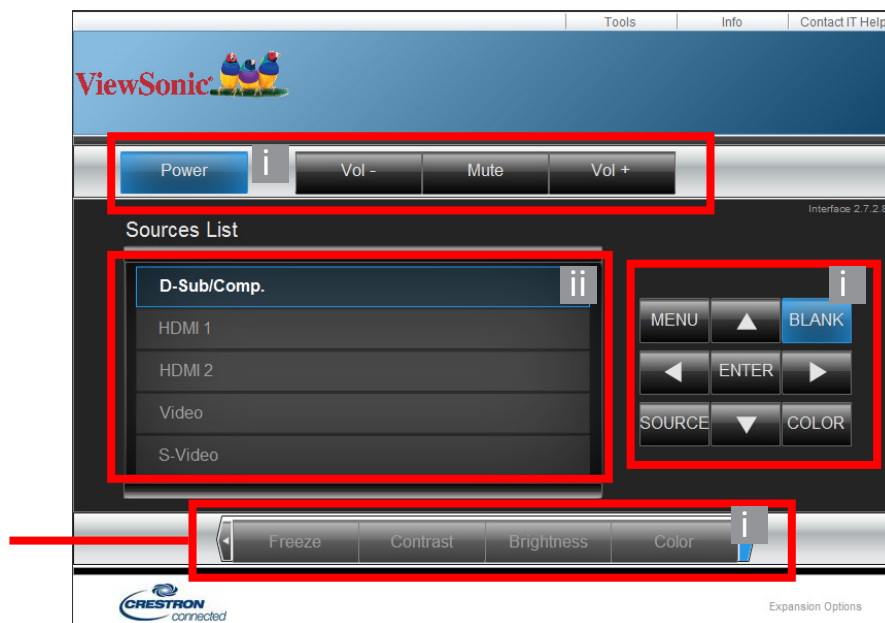 Tools Info Contact IT Help
ViewSonic®
Power i Vol - Mute Vol +
Interface 2.7.2.8
Sources List
D-Sub/Comp. ii i
HDMI 1
HDMI 2
Video
S-Video
MENU BLANK
ENTER
SOURCE COLOR
Freeze Contrast Brightness Color i
CRESTRON
connected
Expansion Options